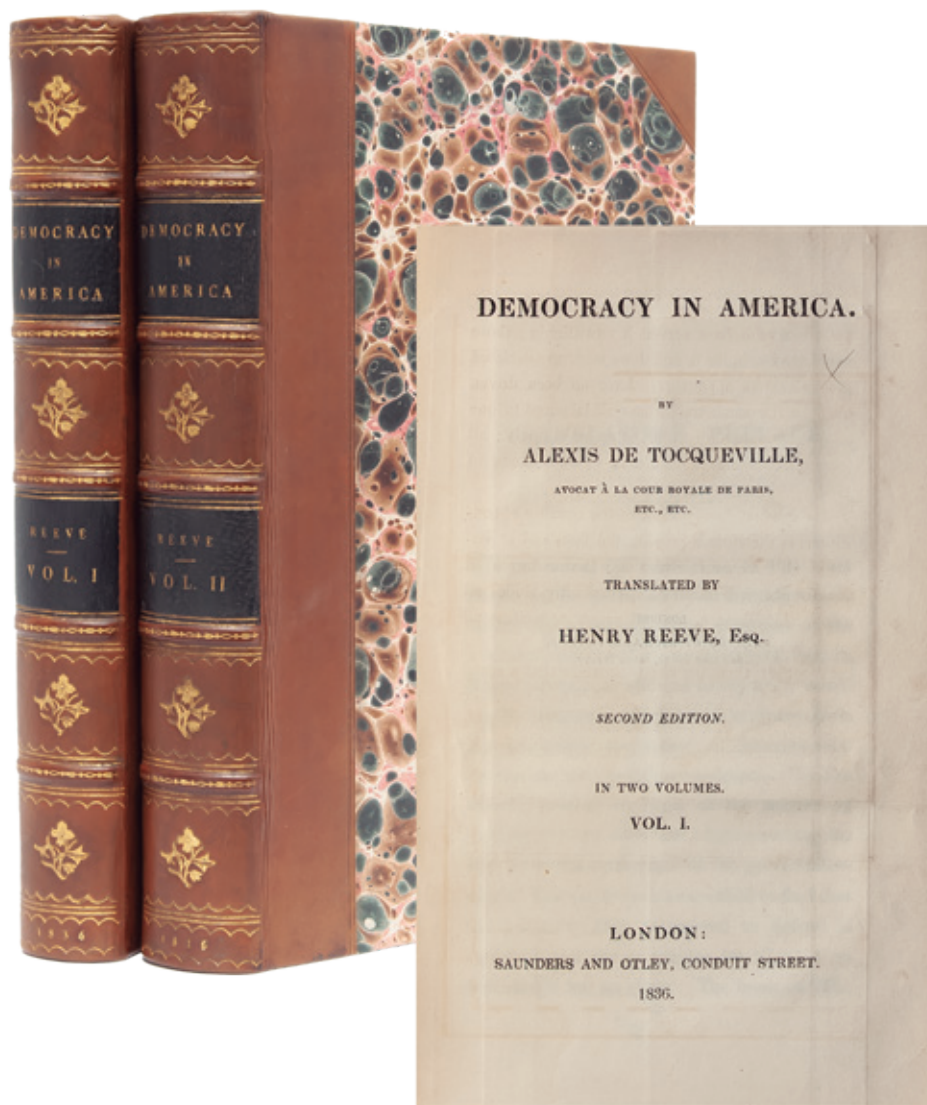 DEMOCRACY
IN
AMERICA
REEVE
VOL. I
1836
DEMOCRACY
IN
AMERICA
REEVE
VOL. II
1836
DEMOCRACY IN AMERICA.
BY
ALEXIS DE TOCQUEVILLE,
AVOCAT À LA COUR ROYALE DE PARIS,
ETC., ETC.
TRANSLATED BY
HENRY REEVE, Esq.
SECOND EDITION.
IN TWO VOLUMES.
VOL. I.
LONDON:
SAUNDERS AND OTLEY, CONDUIT STREET.
1836.